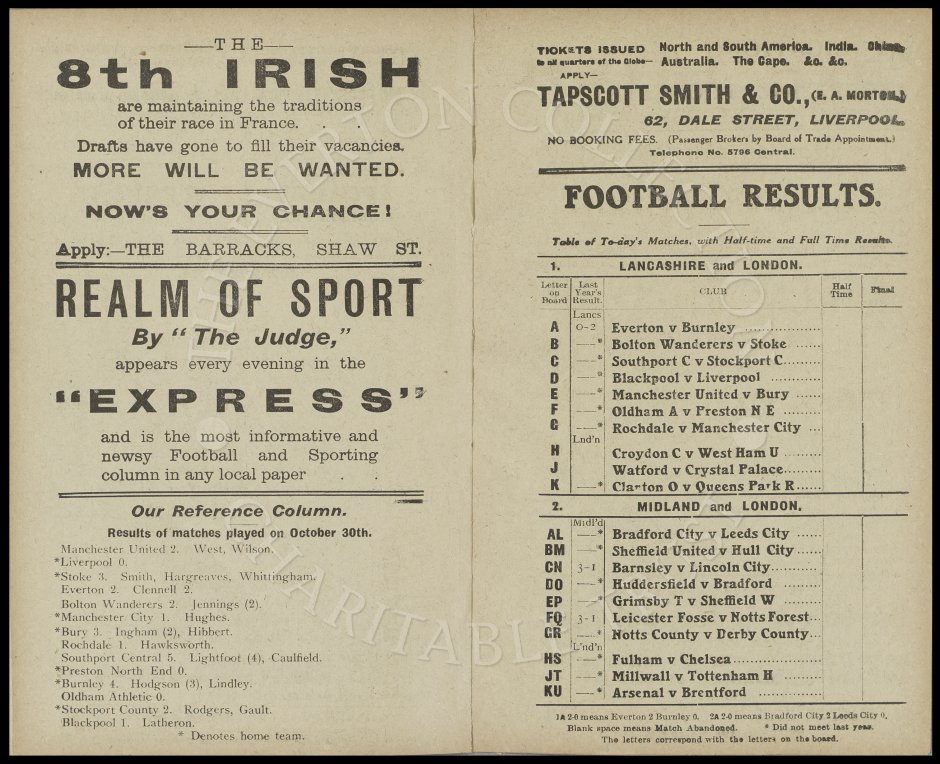 —THE—
8th IRISH
are maintaining the traditions
of their race in France. . .
Drafts have gone to fill their vacancies.
MORE WILL BE WANTED.
NOW'S YOUR CHANCE!
Apply:—THE BARRACKS, SHAW ST.
REALM OF SPORT
By "The Judge,"
appears every evening in the
"EXPRESS"
and is the most informative and
newsy Football and Sporting
column in any local paper . .
Our Reference Column.
Results of matches played on October 30th.
Manchester United 2. West, Wilson.
*Liverpool 0.
*Stoke 3. Smith, Hargreaves, Whittingham.
Everton 2. Clennell 2.
Bolton Wanderers 2. Jennings (2).
*Manchester City 1. Hughes.
*Bury 3. Ingham (2), Hibbert.
Rochdale 1. Hawksworth.
Southport Central 5. Lightfoot (4), Caulfield.
*Preston North End 0.
*Burnley 4. Hodgson (3), Lindley.
Oldham Athletic 0.
*Stockport County 2. Rodgers, Gault.
Blackpool 1. Latheron.
* Denotes home team.
TICKETS ISSUED North and South America. India. China,
to all quarters of the Globe— Australia. The Cape. &c. &c.
APPLY—
TAPSCOTT SMITH & CO., (E. A. MORTON,)
62, DALE STREET, LIVERPOOL.
NO BOOKING FEES. (Passenger Brokers by Board of Trade Appointment.)
Telephone No. 5796 Central.
FOOTBALL RESULTS.
Table of To-day's Matches, with Half-time and Full Time Results.
1. LANCASHIRE and LONDON.
Letter on Board Last Year's Result. CLUB Half Time Final
Lancs
A 0-2 Everton v Burnley ....................
B —* Bolton Wanderers v Stoke ......
C —* Southport C v Stockport C.........
D —* Blackpool v Liverpool ............
E —* Manchester United v Bury ......
F —* Oldham A v Preston N E .........
G —* Rochdale v Manchester City ...
Lnd'n
H Croydon C v West Ham U .........
J Watford v Crystal Palace.........
K —* Clapton O v Queens Park R......
2. MIDLAND and LONDON.
Midl'd
AL —* Bradford City v Leeds City ......
BM —* Sheffield United v Hull City ......
CN 3-1 Barnsley v Lincoln City............
DO —* Huddersfield v Bradford .........
EP —* Grimsby T v Sheffield W .........
FQ 3-1 Leicester Fosse v Notts Forest...
GR —* Notts County v Derby County...
L'nd'n
HS —* Fulham v Chelsea.....................
JT —* Millwall v Tottenham H .........
KU —* Arsenal v Brentford ...............
1A 2-0 means Everton 2 Burnley 0. 2A 2-0 means Bradford City 2 Leeds City 0.
Blank space means Match Abandoned. * Did not meet last year.
The letters correspond with the letters on the board.
THE EVERTON COLLECTION
CHARITABLE TRUST